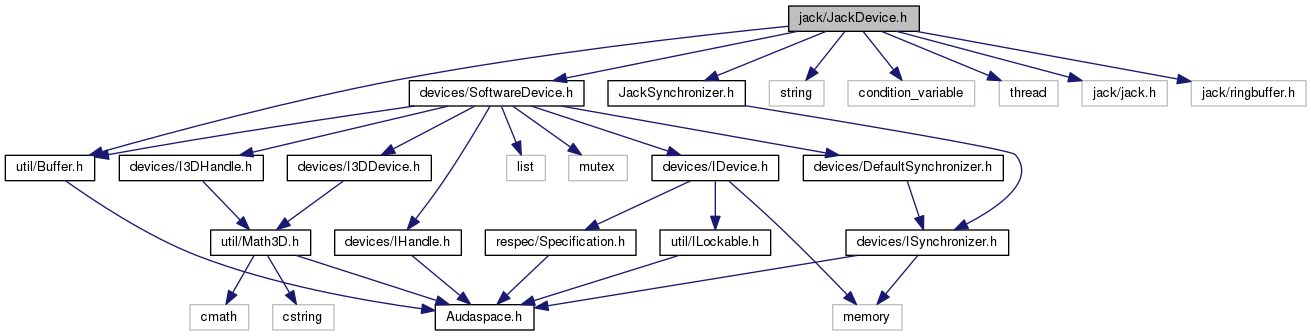 jack/JackDevice.h
devices/SoftwareDevice.h
JackSynchronizer.h
string
condition_variable
thread
jack/jack.h
jack/ringbuffer.h
util/Buffer.h
devices/I3DHandle.h
devices/I3DDevice.h
list
mutex
devices/IDevice.h
devices/DefaultSynchronizer.h
util/Math3D.h
devices/IHandle.h
respec/Specification.h
util/ILockable.h
devices/ISynchronizer.h
cmath
cstring
Audaspace.h
memory